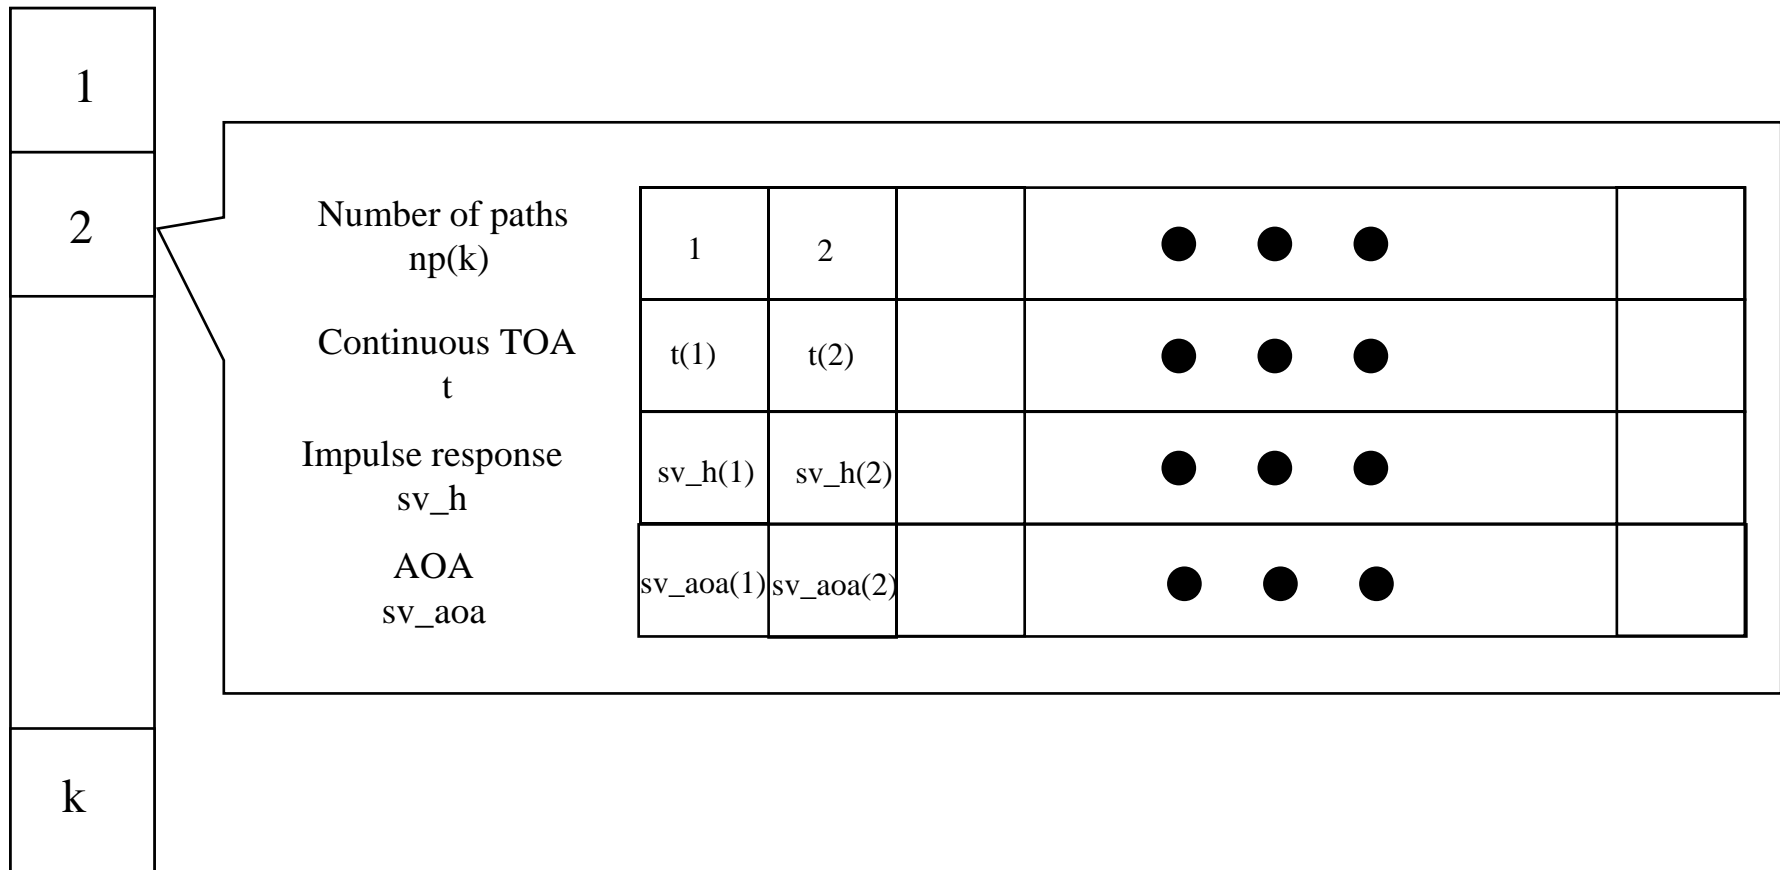 1
2
k
Number of paths
np(k)
1
2
Continuous TOA
t
t(1)
t(2)
Impulse response
sv_h
sv_h(1)
sv_h(2)
AOA
sv_aoa
sv_aoa(1)
sv_aoa(2)